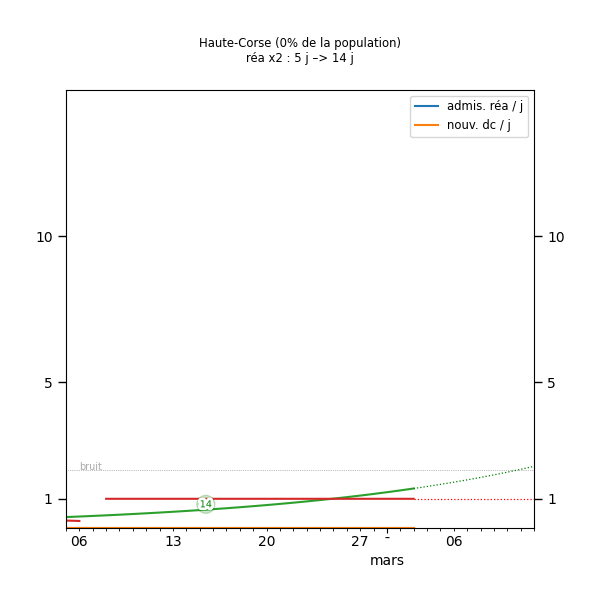 Haute-Corse (0% de la population)
réa x2 : 5 j –> 14 j
admis. réa / j
nouv. dc / j
10 10
5 5
bruit
1 14 1
06 13 20 27 - 06
mars